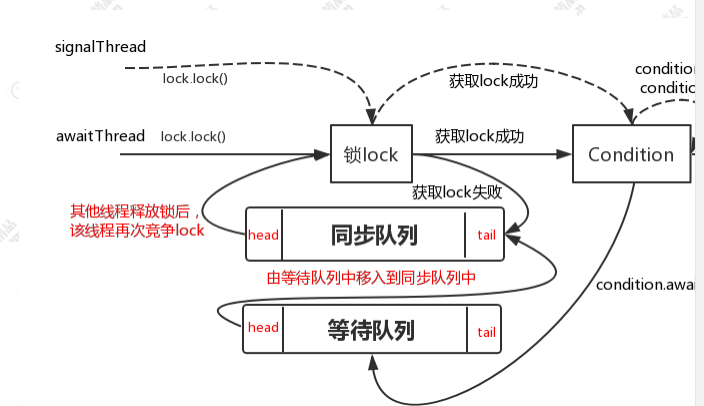 signalThread
lock.lock()
获取lock成功
condition
condition
awaitThread
lock.lock()
锁lock
获取lock成功
Condition
获取lock失败
其他线程释放锁后，
该线程再次竞争lock
head
同步队列
tail
由等待队列中移入到同步队列中
condition.awai
head
等待队列
tail